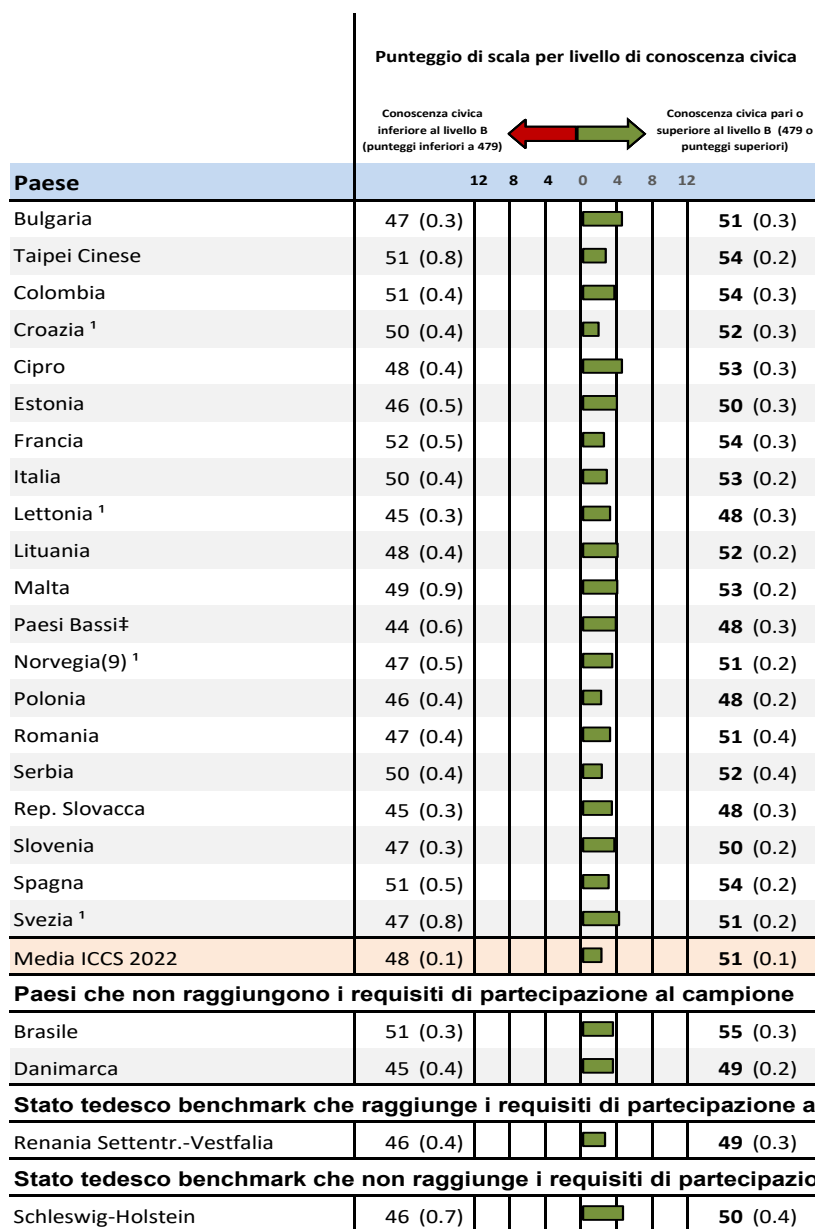 Punteggio di scala per livello di conoscenza civica
Conoscenza civica
inferiore al livello B
(punteggi inferiori a 479)
Conoscenza civica pari o
superiore al livello B (479 o
punteggi superiori)
Paese 12 8 4 0 4 8 12
Bulgaria 47 (0.3) 51 (0.3)
Taipei Cinese 51 (0.8) 54 (0.2)
Colombia 51 (0.4) 54 (0.3)
Croazia ¹ 50 (0.4) 52 (0.3)
Cipro 48 (0.4) 53 (0.3)
Estonia 46 (0.5) 50 (0.3)
Francia 52 (0.5) 54 (0.3)
Italia 50 (0.4) 53 (0.2)
Lettonia ¹ 45 (0.3) 48 (0.3)
Lituania 48 (0.4) 52 (0.2)
Malta 49 (0.9) 53 (0.2)
Paesi Bassi‡ 44 (0.6) 48 (0.3)
Norvegia(9) ¹ 47 (0.5) 51 (0.2)
Polonia 46 (0.4) 48 (0.2)
Romania 47 (0.4) 51 (0.4)
Serbia 50 (0.4) 52 (0.4)
Rep. Slovacca 45 (0.3) 48 (0.3)
Slovenia 47 (0.3) 50 (0.2)
Spagna 51 (0.5) 54 (0.2)
Svezia ¹ 47 (0.8) 51 (0.2)
Media ICCS 2022 48 (0.1) 51 (0.1)
Paesi che non raggiungono i requisiti di partecipazione al campione
Brasile 51 (0.3) 55 (0.3)
Danimarca 45 (0.4) 49 (0.2)
Stato tedesco benchmark che raggiunge i requisiti di partecipazione a
Renania Settentr.-Vestfalia 46 (0.4) 49 (0.3)
Stato tedesco benchmark che non raggiunge i requisiti di partecipazio
Schleswig-Holstein 46 (0.7) 50 (0.4)